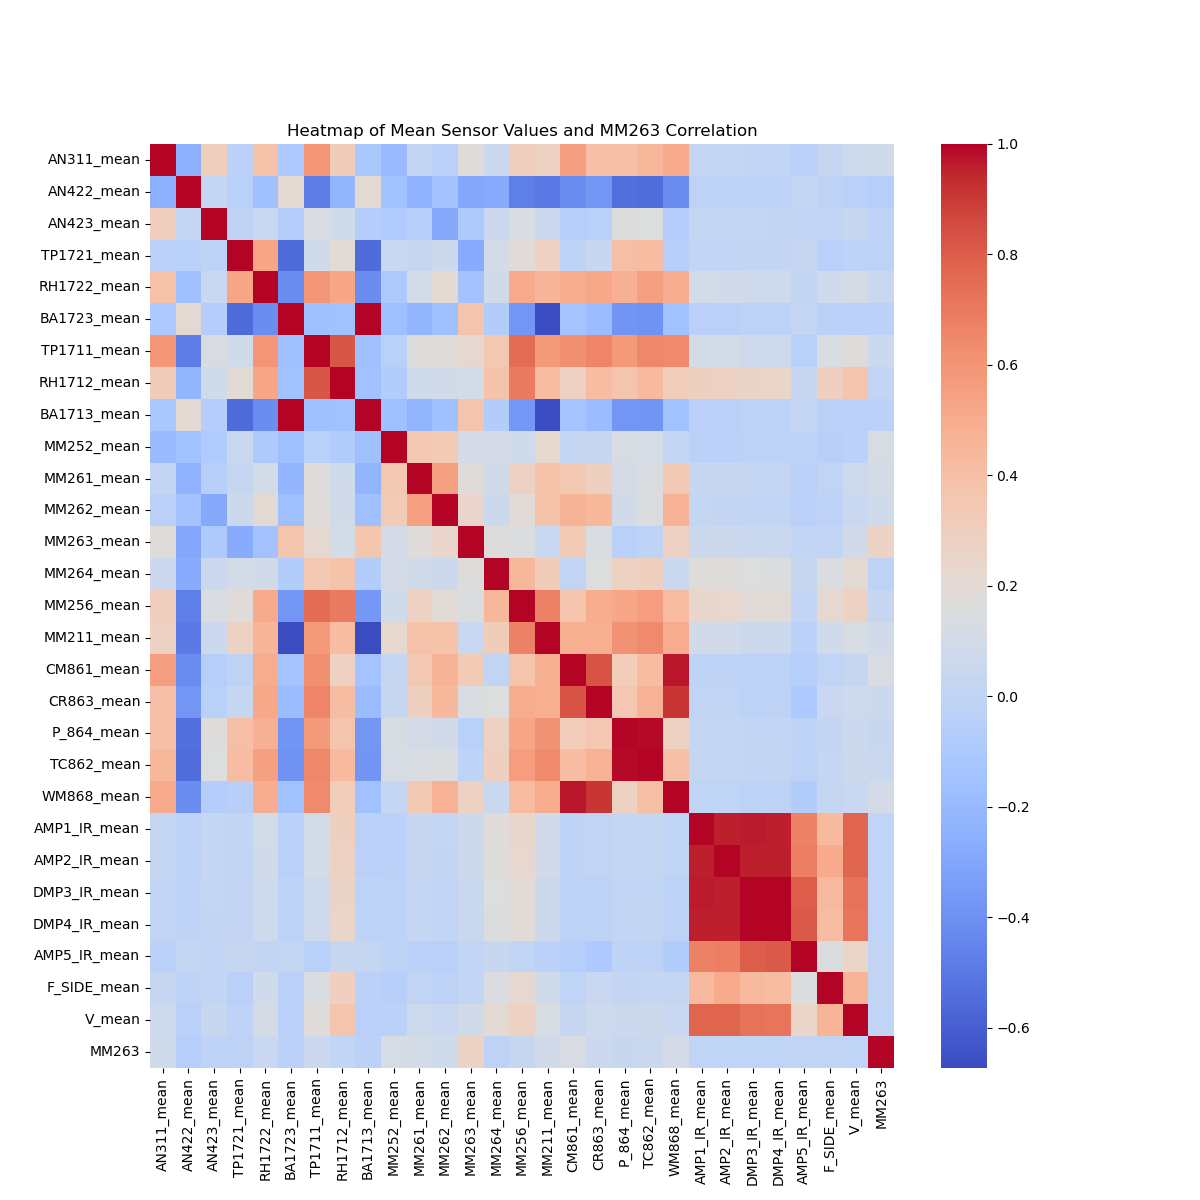 Heatmap of Mean Sensor Values and MM263 Correlation
AN311_mean
AN422_mean
AN423_mean
TP1721_mean
RH1722_mean
BA1723_mean
TP1711_mean
RH1712_mean
BA1713_mean
MM252_mean
MM261_mean
MM262_mean
MM263_mean
MM264_mean
MM256_mean
MM211_mean
CM861_mean
CR863_mean
P_864_mean
TC862_mean
WM868_mean
AMP1_IR_mean
AMP2_IR_mean
DMP3_IR_mean
DMP4_IR_mean
AMP5_IR_mean
F_SIDE_mean
V_mean
MM263
AN311_mean
AN422_mean
AN423_mean
TP1721_mean
RH1722_mean
BA1723_mean
TP1711_mean
RH1712_mean
BA1713_mean
MM252_mean
MM261_mean
MM262_mean
MM263_mean
MM264_mean
MM256_mean
MM211_mean
CM861_mean
CR863_mean
P_864_mean
TC862_mean
WM868_mean
AMP1_IR_mean
AMP2_IR_mean
DMP3_IR_mean
DMP4_IR_mean
AMP5_IR_mean
F_SIDE_mean
V_mean
MM263
1.0
0.8
0.6
0.4
0.2
0.0
−0.2
−0.4
−0.6